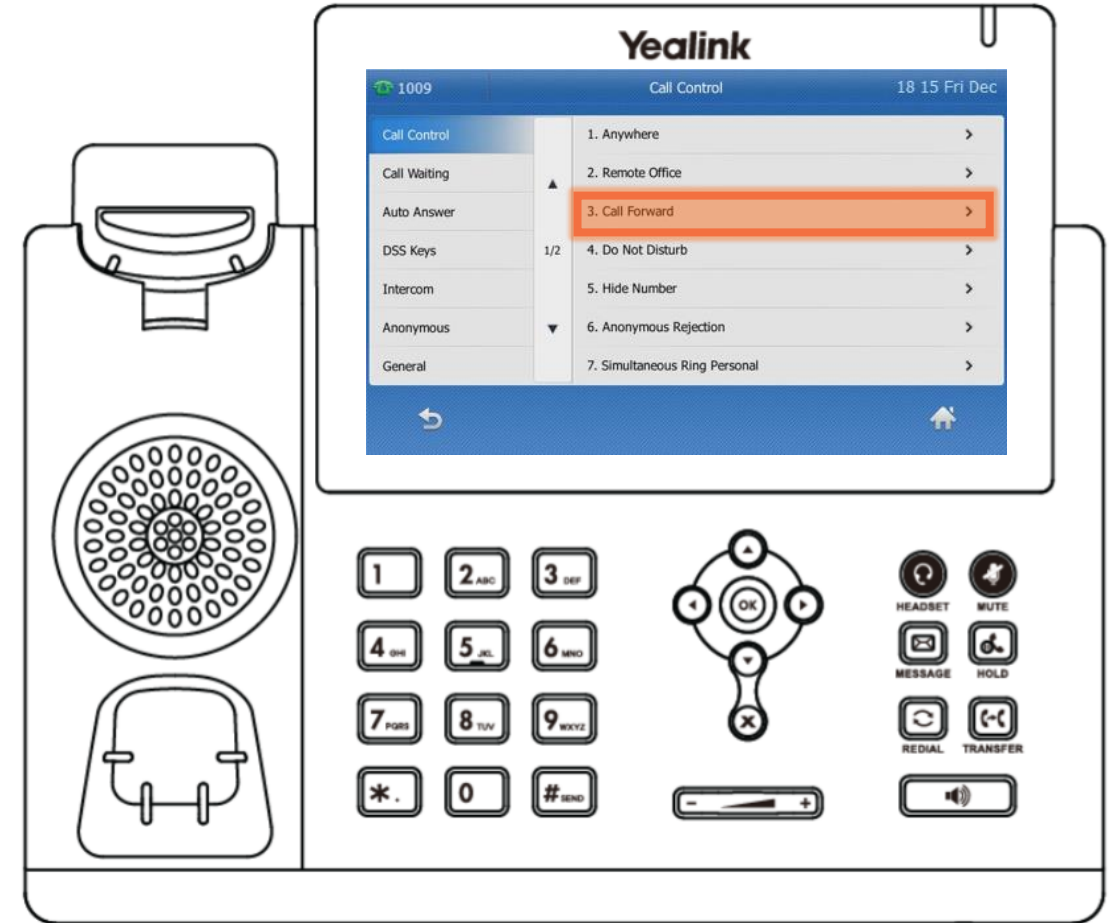 Yealink
1009 Call Control 18 15 Fri Dec
Call Control
Call Waiting
Auto Answer
DSS Keys
Intercom
Anonymous
General
1/2
1. Anywhere
2. Remote Office
3. Call Forward
4. Do Not Disturb
5. Hide Number
6. Anonymous Rejection
7. Simultaneous Ring Personal
1 2 ABC 3 DEF
4 GHI 5 JKL 6 MNO
7 PQRS 8 TUV 9 WXYZ
* . 0 # SEND
OK
X
- +
HEADSET MUTE
MESSAGE HOLD
REDIAL TRANSFER